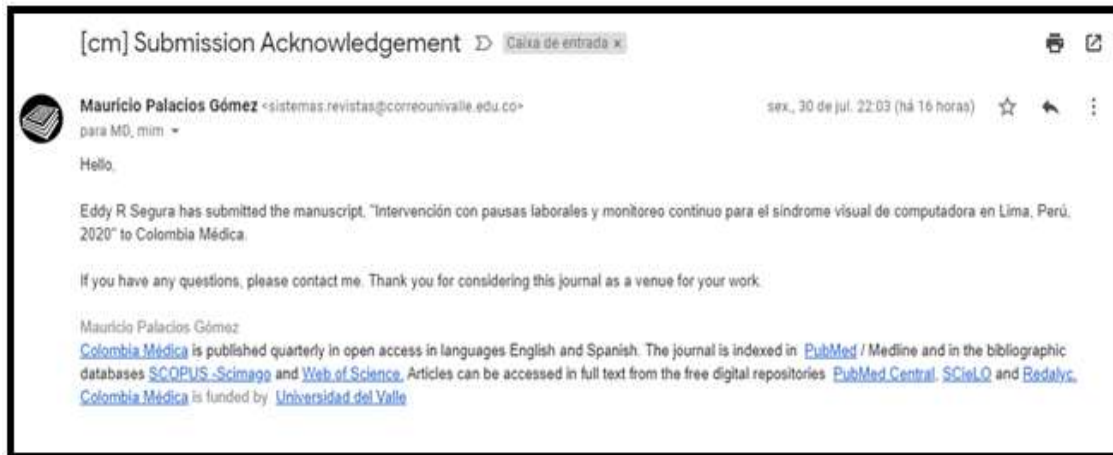 [cm] Submission Acknowledgement Caixa de entrada x
Mauricio Palacios Gómez <sistemas.revistas@correounivalle.edu.co> sex., 30 de jul. 22:03 (há 16 horas)
para MD, mim
Hello,
Eddy R Segura has submitted the manuscript, "Intervención con pausas laborales y monitoreo continuo para el síndrome visual de computadora en Lima, Perú,
2020" to Colombia Médica.
If you have any questions, please contact me. Thank you for considering this journal as a venue for your work.
Mauricio Palacios Gómez
Colombia Médica is published quarterly in open access in languages English and Spanish. The journal is indexed in PubMed / Medline and in the bibliographic
databases SCOPUS -Scimago and Web of Science. Articles can be accessed in full text from the free digital repositories PubMed Central, SCieLO and Redalyc.
Colombia Médica is funded by Universidad del Valle